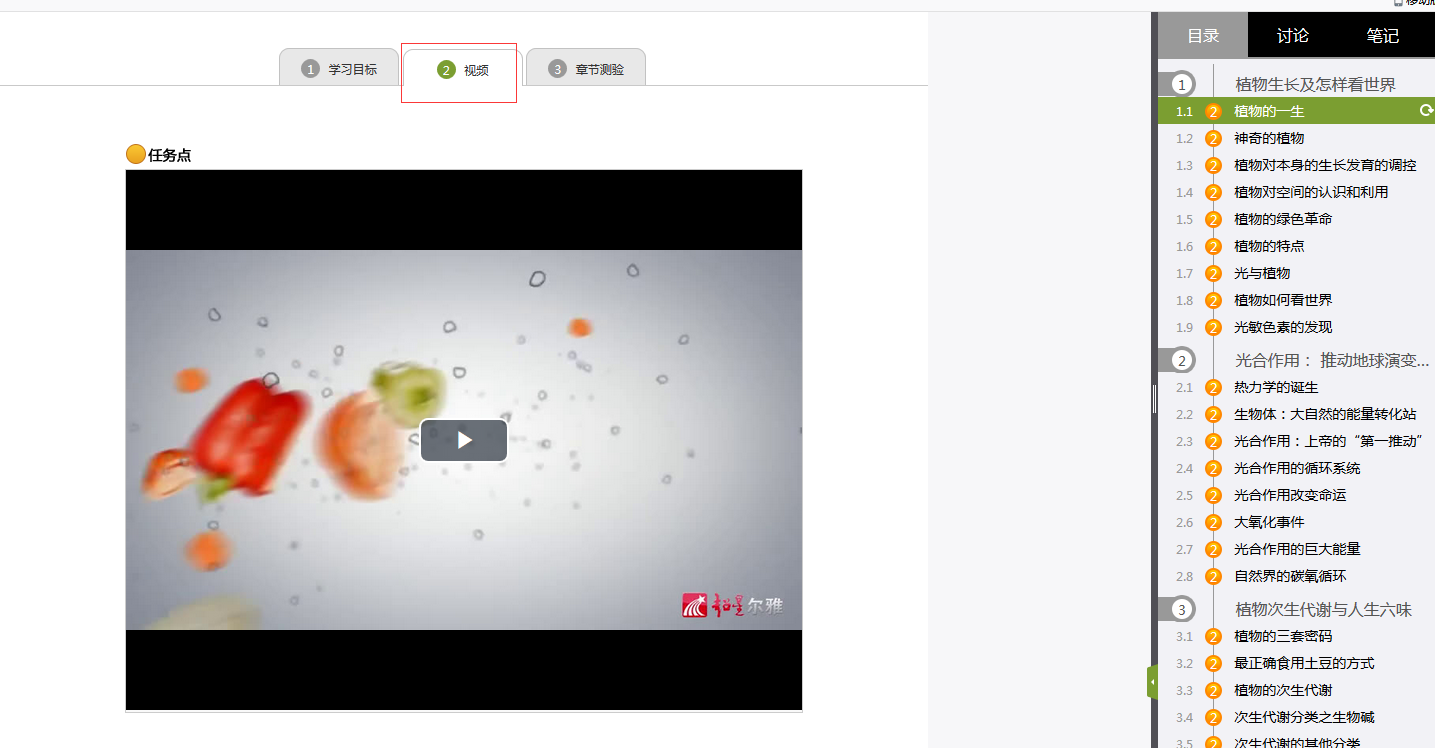 移动版
1 学习目标
2 视频
3 章节测验
任务点
超星尔雅
目录 讨论 笔记
1 植物生长及怎样看世界
1.1 2 植物的一生
1.2 2 神奇的植物
1.3 2 植物对本身的生长发育的调控
1.4 2 植物对空间的认识和利用
1.5 2 植物的绿色革命
1.6 2 植物的特点
1.7 2 光与植物
1.8 2 植物如何看世界
1.9 2 光敏色素的发现
2 光合作用： 推动地球演变...
2.1 2 热力学的诞生
2.2 2 生物体：大自然的能量转化站
2.3 2 光合作用：上帝的“第一推动”
2.4 2 光合作用的循环系统
2.5 2 光合作用改变命运
2.6 2 大氧化事件
2.7 2 光合作用的巨大能量
2.8 2 自然界的碳氧循环
3 植物次生代谢与人生六味
3.1 2 植物的三套密码
3.2 2 最正确食用土豆的方式
3.3 2 植物的次生代谢
3.4 2 次生代谢分类之生物碱
3.5 2 次生代谢的其他分类